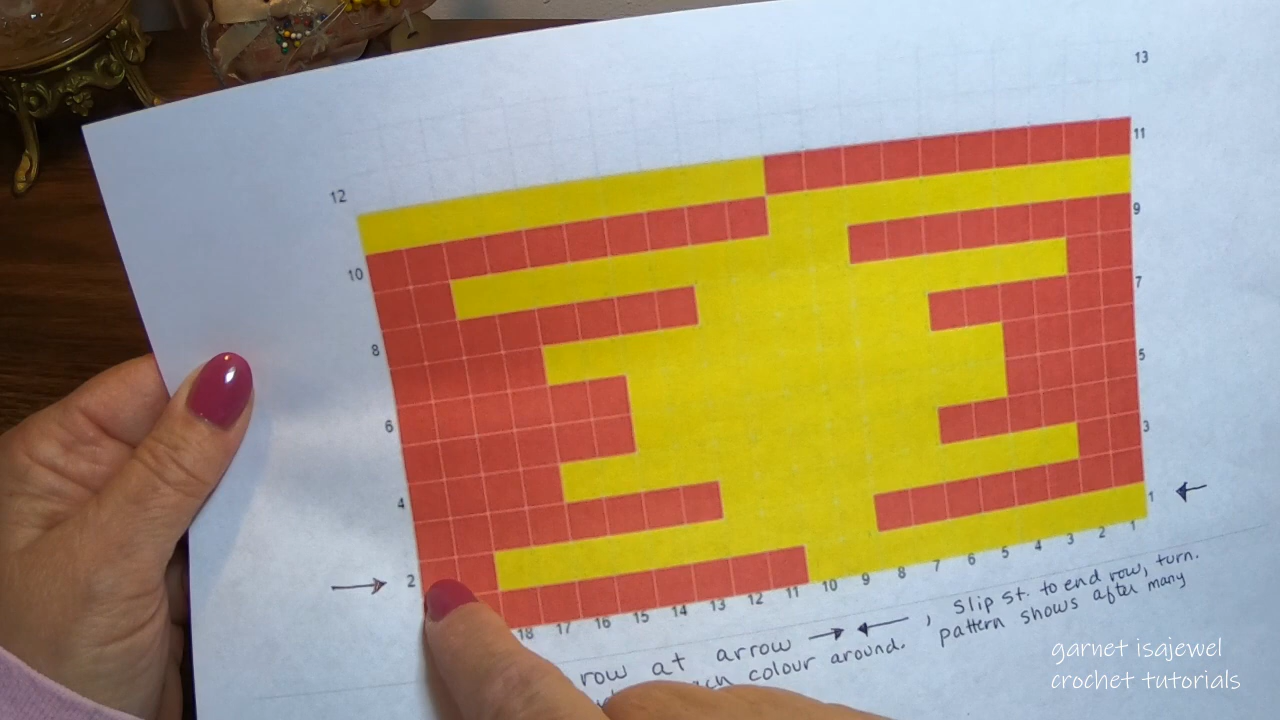 13
11
12
9
10
7
8
5
6
3
4
1
2
18 17 16 15 14 13 12 11 10 9 8 7 6 5 4 3 2 1
row at arrow → ← , slip st. to end row, turn.
colour around. pattern shows after many
garnet isajewel
crochet tutorials